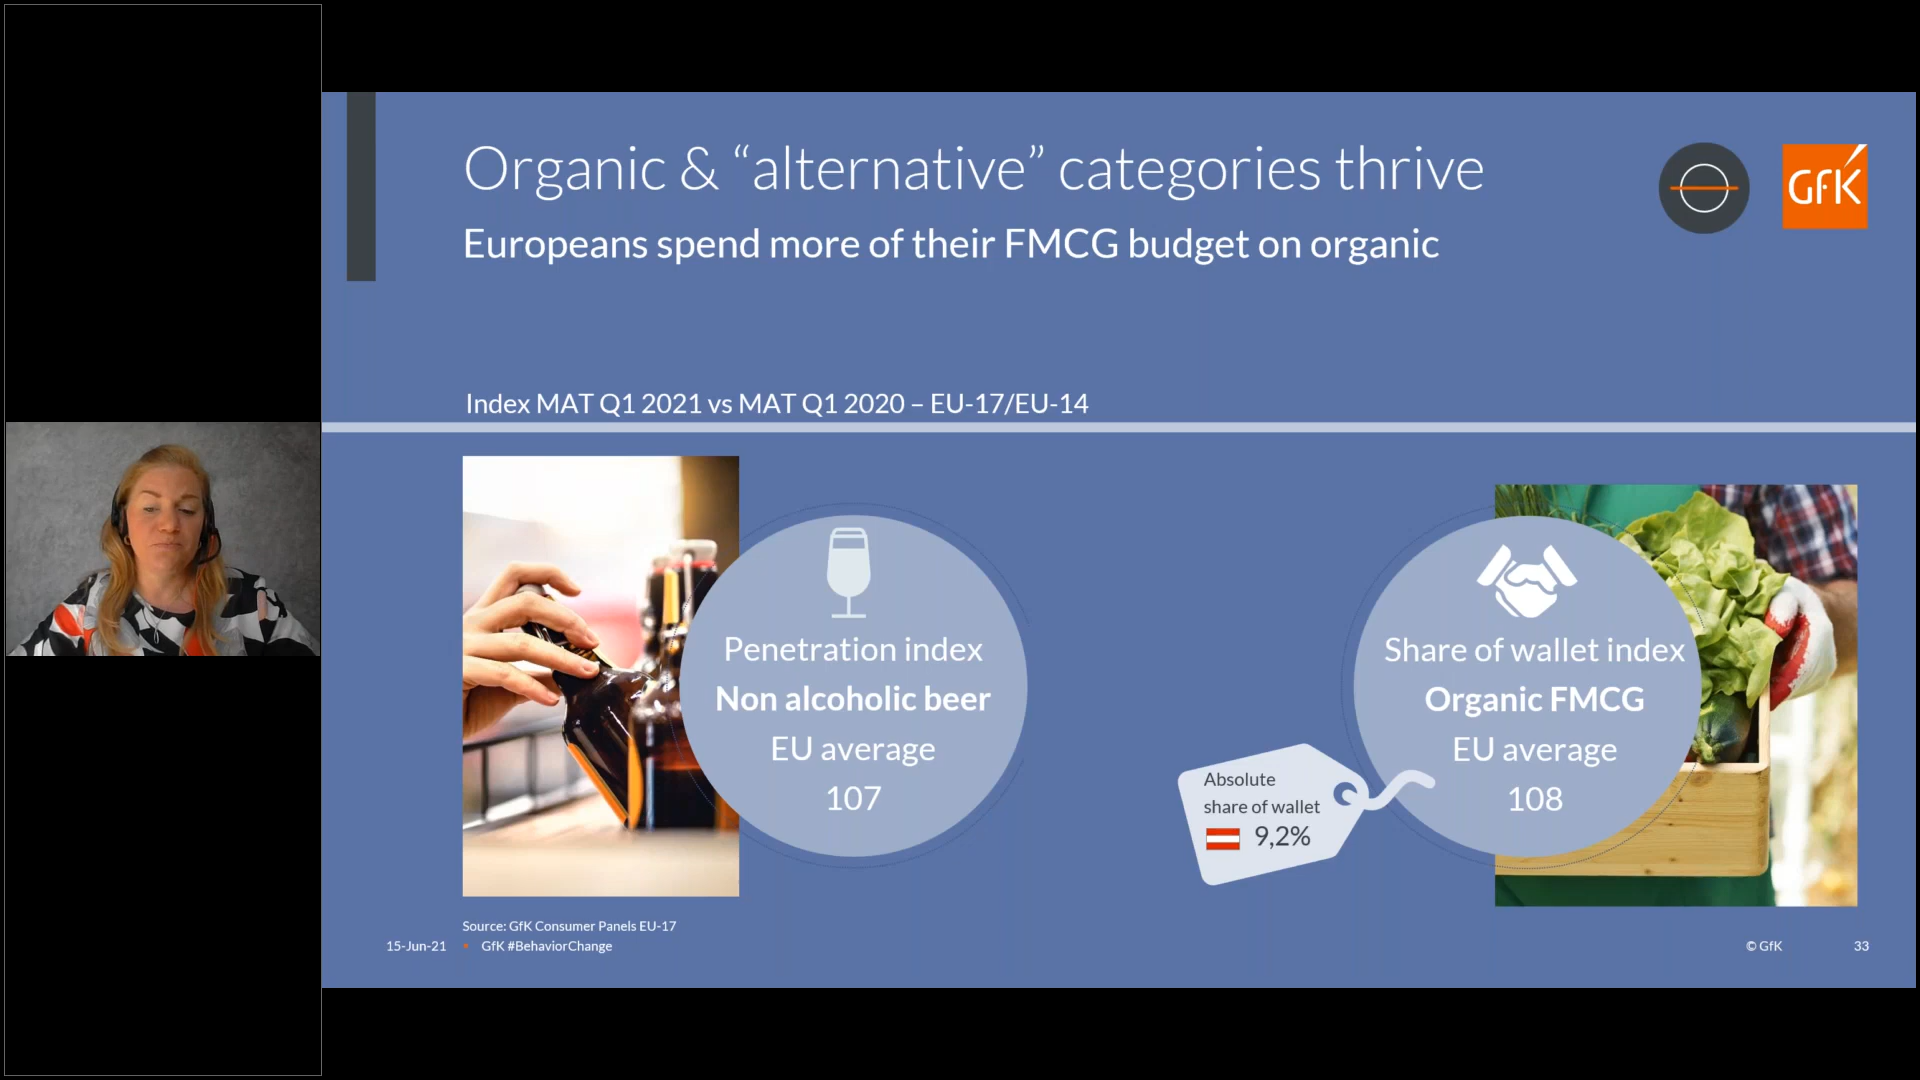 Organic & “alternative” categories thrive
GfK
Europeans spend more of their FMCG budget on organic
Index MAT Q1 2021 vs MAT Q1 2020 – EU-17/EU-14
Penetration index
Non alcoholic beer
EU average
107
Share of wallet index
Organic FMCG
EU average
108
Absolute
share of wallet
9,2%
Source: GfK Consumer Panels EU-17
15-Jun-21 • GfK #BehaviorChange
© GfK 33